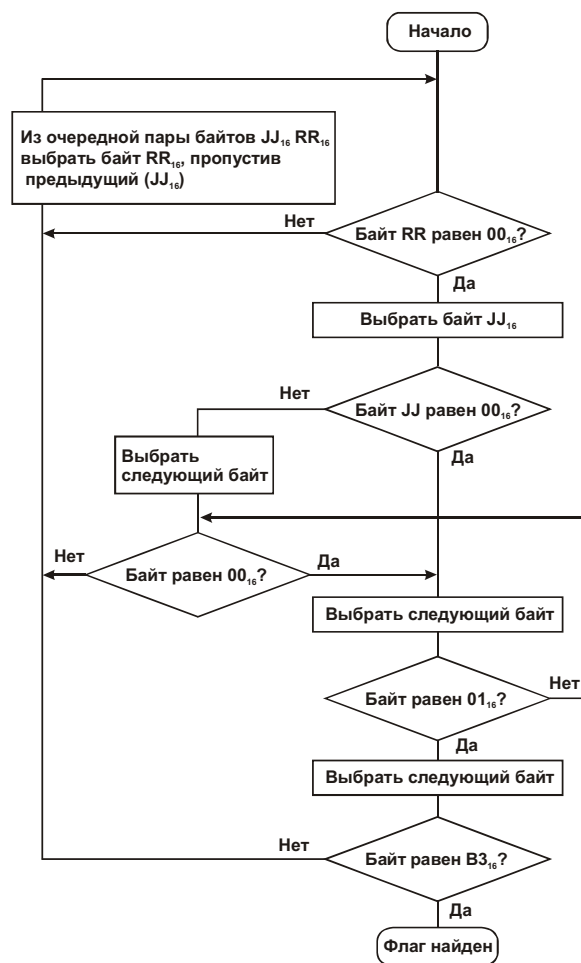 Начало
Из очередной пары байтов JJ₁₆ RR₁₆
выбрать байт RR₁₆, пропустив
предыдущий (JJ₁₆)
Нет
Байт RR равен 00₁₆?
Да
Выбрать байт JJ₁₆
Нет
Байт JJ равен 00₁₆?
Да
Выбрать
следующий байт
Нет
Байт равен 00₁₆?
Да
Выбрать следующий байт
Байт равен 01₁₆?
Нет
Да
Выбрать следующий байт
Нет
Байт равен B3₁₆?
Да
Флаг найден